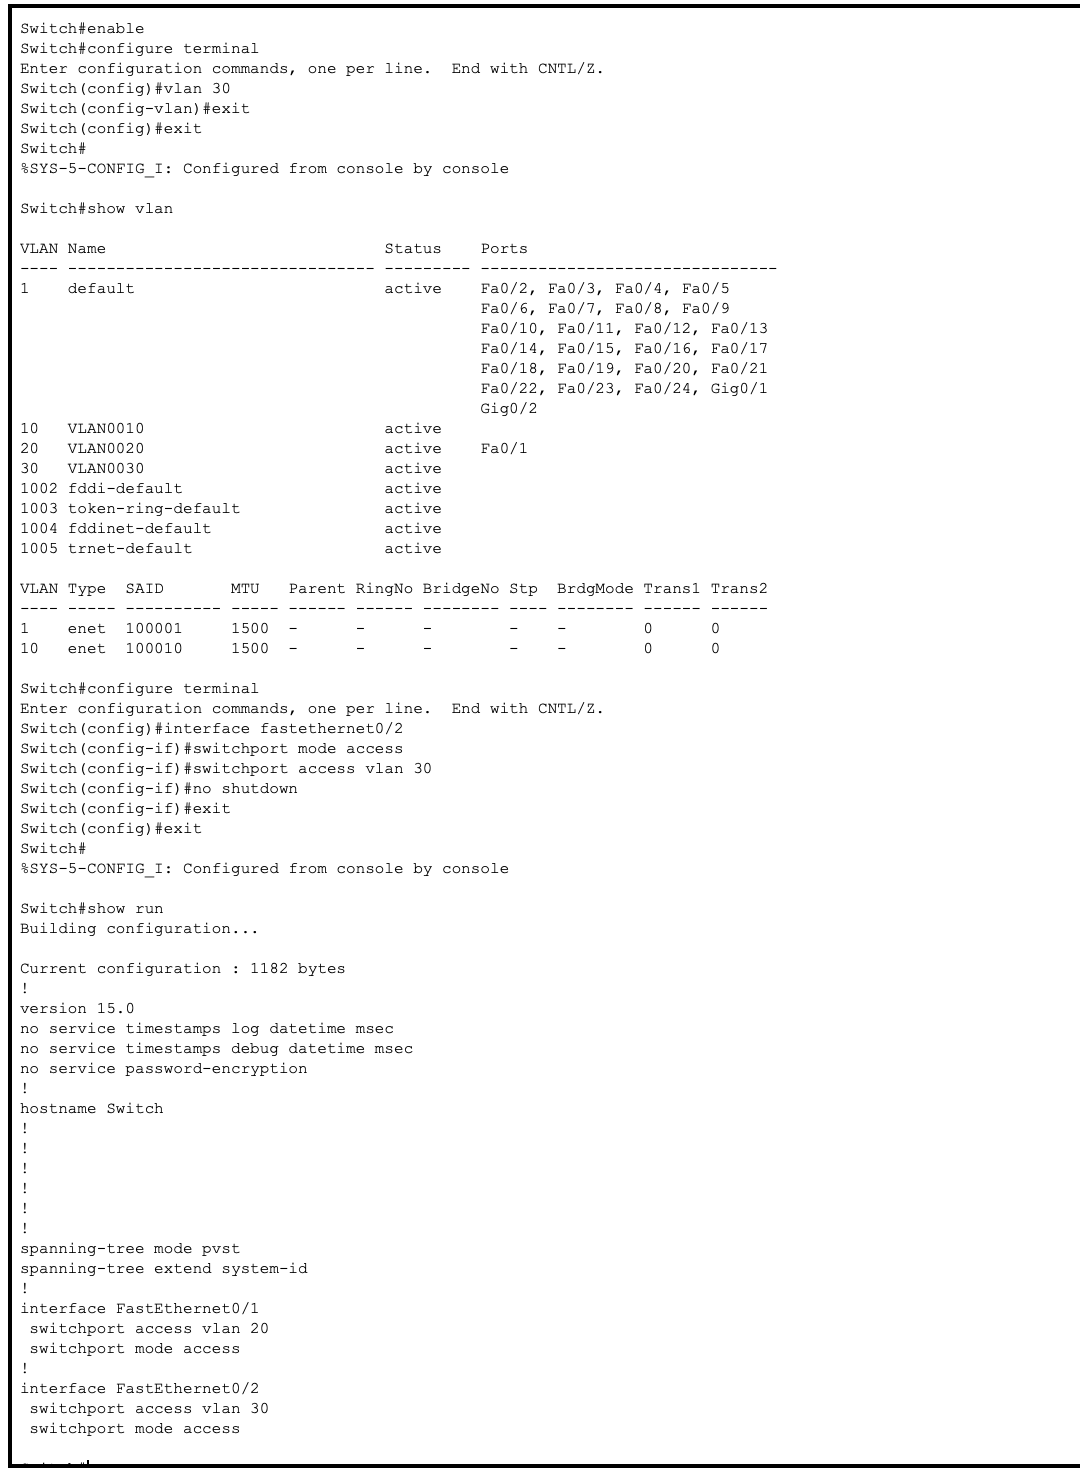 Switch#enable
Switch#configure terminal
Enter configuration commands, one per line.  End with CNTL/Z.
Switch(config)#vlan 30
Switch(config-vlan)#exit
Switch(config)#exit
Switch#
%SYS-5-CONFIG_I: Configured from console by console

Switch#show vlan

VLAN Name                             Status    Ports
---- -------------------------------- --------- -------------------------------
1    default                          active    Fa0/2, Fa0/3, Fa0/4, Fa0/5
                                                Fa0/6, Fa0/7, Fa0/8, Fa0/9
                                                Fa0/10, Fa0/11, Fa0/12, Fa0/13
                                                Fa0/14, Fa0/15, Fa0/16, Fa0/17
                                                Fa0/18, Fa0/19, Fa0/20, Fa0/21
                                                Fa0/22, Fa0/23, Fa0/24, Gig0/1
                                                Gig0/2
10   VLAN0010                         active
20   VLAN0020                         active    Fa0/1
30   VLAN0030                         active
1002 fddi-default                     active
1003 token-ring-default               active
1004 fddinet-default                  active
1005 trnet-default                    active

VLAN Type  SAID       MTU   Parent RingNo BridgeNo Stp  BrdgMode Trans1 Trans2
---- ----- ---------- ----- ------ ------ -------- ---- -------- ------ ------
1    enet  100001     1500  -      -      -        -    -        0      0
10   enet  100010     1500  -      -      -        -    -        0      0

Switch#configure terminal
Enter configuration commands, one per line.  End with CNTL/Z.
Switch(config)#interface fastethernet0/2
Switch(config-if)#switchport mode access
Switch(config-if)#switchport access vlan 30
Switch(config-if)#no shutdown
Switch(config-if)#exit
Switch(config)#exit
Switch#
%SYS-5-CONFIG_I: Configured from console by console

Switch#show run
Building configuration...

Current configuration : 1182 bytes
!
version 15.0
no service timestamps log datetime msec
no service timestamps debug datetime msec
no service password-encryption
!
hostname Switch
!
!
!
!
!
!
spanning-tree mode pvst
spanning-tree extend system-id
!
interface FastEthernet0/1
 switchport access vlan 20
 switchport mode access
!
interface FastEthernet0/2
 switchport access vlan 30
 switchport mode access